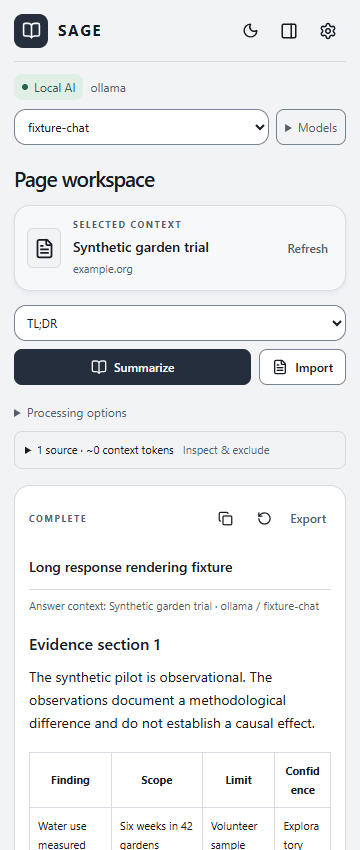 SAGE
Local AI ollama
fixture-chat
Models
Page workspace
SELECTED CONTEXT
Synthetic garden trial
example.org
Refresh
TL;DR
Summarize
Import
Processing options
1 source · ~0 context tokens Inspect & exclude
COMPLETE
Export
Long response rendering fixture
Answer context: Synthetic garden trial · ollama / fixture-chat
Evidence section 1
The synthetic pilot is observational. The
observations document a methodological
difference and do not establish a causal effect.
Finding Scope Limit Confid
ence
Water use Six weeks in 42 Volunteer Explora
measured gardens sample tory